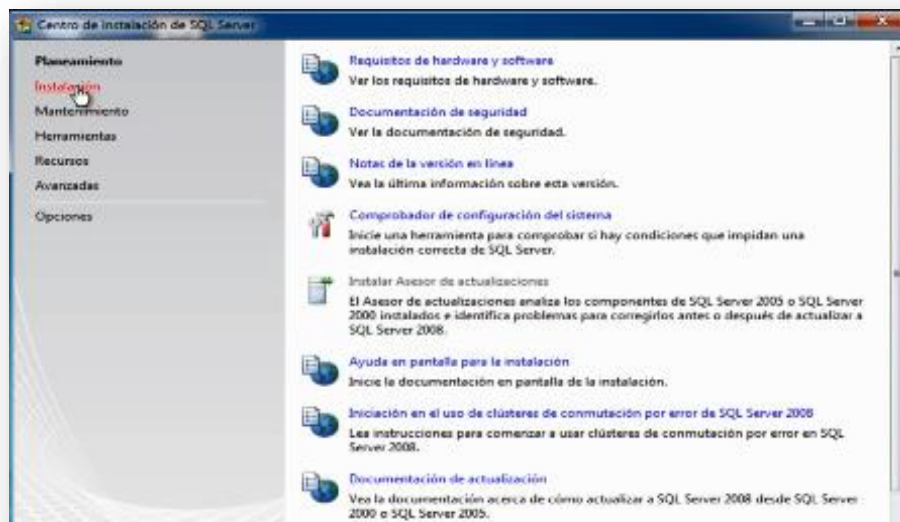 Centro de instalación de SQL Server
Planeamiento
Instalación
Mantenimiento
Herramientas
Recursos
Avanzadas
Opciones
Requisitos de hardware y software
Ver los requisitos de hardware y software.
Documentación de seguridad
Ver la documentación de seguridad.
Notas de la versión en línea
Vea la última información sobre esta versión.
Comprobador de configuración del sistema
Inicie una herramienta para comprobar si hay condiciones que impidan una
instalación correcta de SQL Server.
Instalar Asesor de actualizaciones
El Asesor de actualizaciones analiza los componentes de SQL Server 2005 o SQL Server
2000 instalados e identifica problemas para corregirlos antes o después de actualizar a
SQL Server 2008.
Ayuda en pantalla para la instalación
Inicie la documentación en pantalla de la instalación.
Iniciación en el uso de clústeres de conmutación por error de SQL Server 2008
Lea instrucciones para comenzar a usar clústeres de conmutación por error en SQL
Server 2008.
Documentación de actualización
Vea la documentación acerca de cómo actualizar a SQL Server 2008 desde SQL Server
2000 o SQL Server 2005.